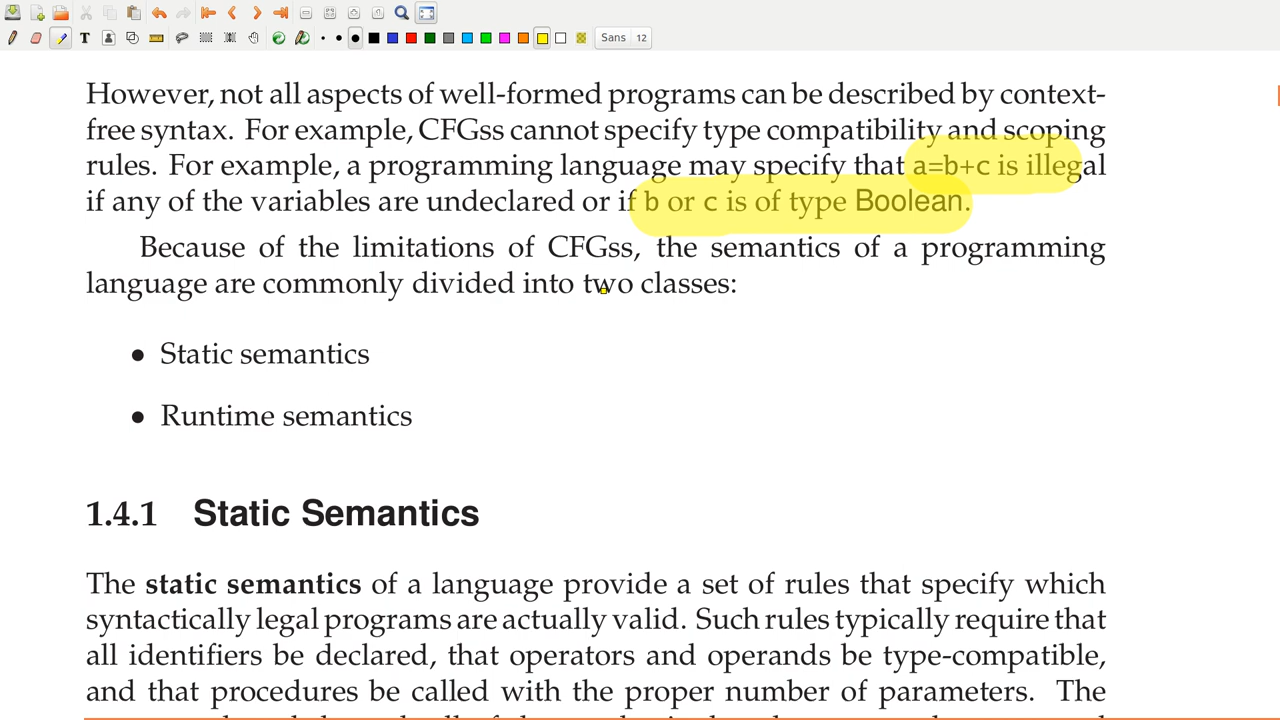 T
Sans 12
However, not all aspects of well-formed programs can be described by context-
free syntax. For example, CFGss cannot specify type compatibility and scoping
rules. For example, a programming language may specify that a=b+c is illegal
if any of the variables are undeclared or if b or c is of type Boolean.
Because of the limitations of CFGss, the semantics of a programming
language are commonly divided into two classes:
• Static semantics
• Runtime semantics
1.4.1 Static Semantics
The static semantics of a language provide a set of rules that specify which
syntactically legal programs are actually valid. Such rules typically require that
all identifiers be declared, that operators and operands be type-compatible,
and that procedures be called with the proper number of parameters. The